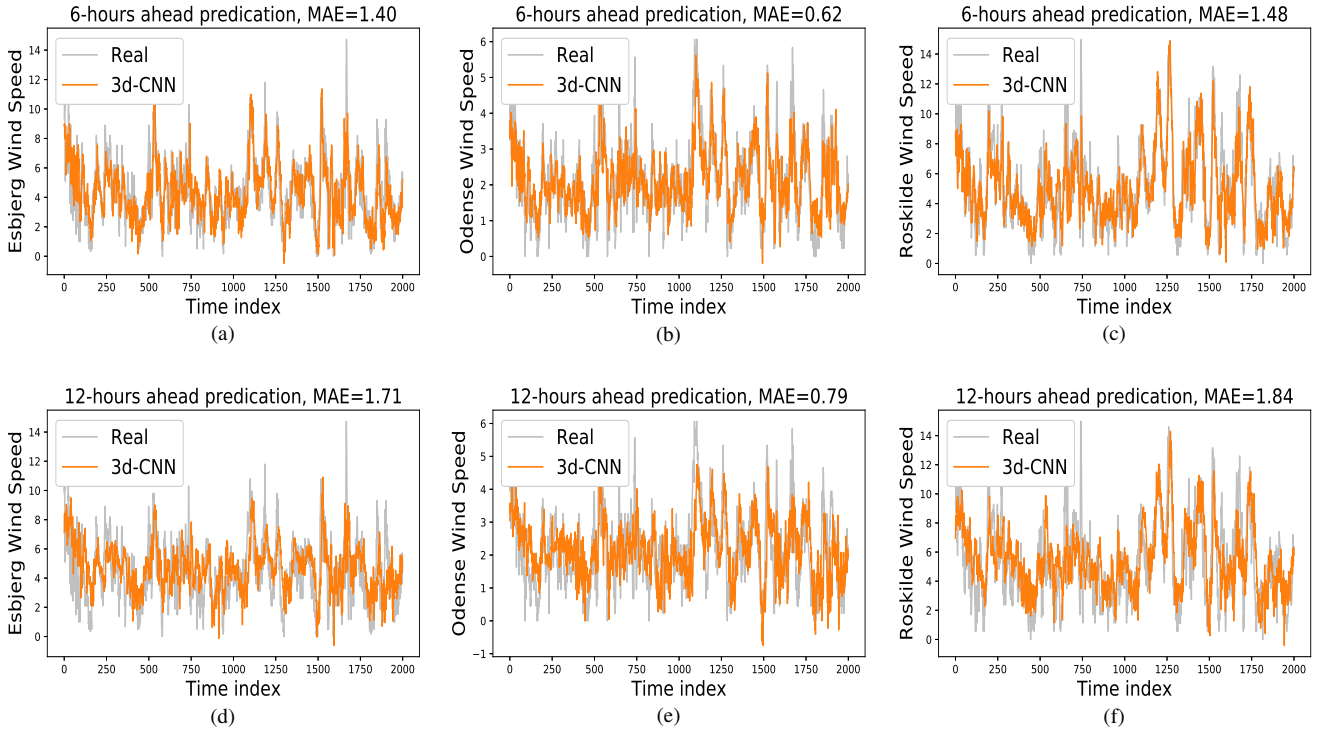 6-hours ahead predication, MAE=1.40
Real
3d-CNN
Esbjerg Wind Speed
14
12
10
8
6
4
2
0
0 250 500 750 1000 1250 1500 1750 2000
Time index
(a)
6-hours ahead predication, MAE=0.62
Real
3d-CNN
Odense Wind Speed
6
5
4
3
2
1
0
0 250 500 750 1000 1250 1500 1750 2000
Time index
(b)
6-hours ahead predication, MAE=1.48
Real
3d-CNN
Roskilde Wind Speed
14
12
10
8
6
4
2
0
0 250 500 750 1000 1250 1500 1750 2000
Time index
(c)
12-hours ahead predication, MAE=1.71
Real
3d-CNN
Esbjerg Wind Speed
14
12
10
8
6
4
2
0
0 250 500 750 1000 1250 1500 1750 2000
Time index
(d)
12-hours ahead predication, MAE=0.79
Real
3d-CNN
Odense Wind Speed
6
5
4
3
2
1
0
−1
0 250 500 750 1000 1250 1500 1750 2000
Time index
(e)
12-hours ahead predication, MAE=1.84
Real
3d-CNN
Roskilde Wind Speed
14
12
10
8
6
4
2
0
0 250 500 750 1000 1250 1500 1750 2000
Time index
(f)